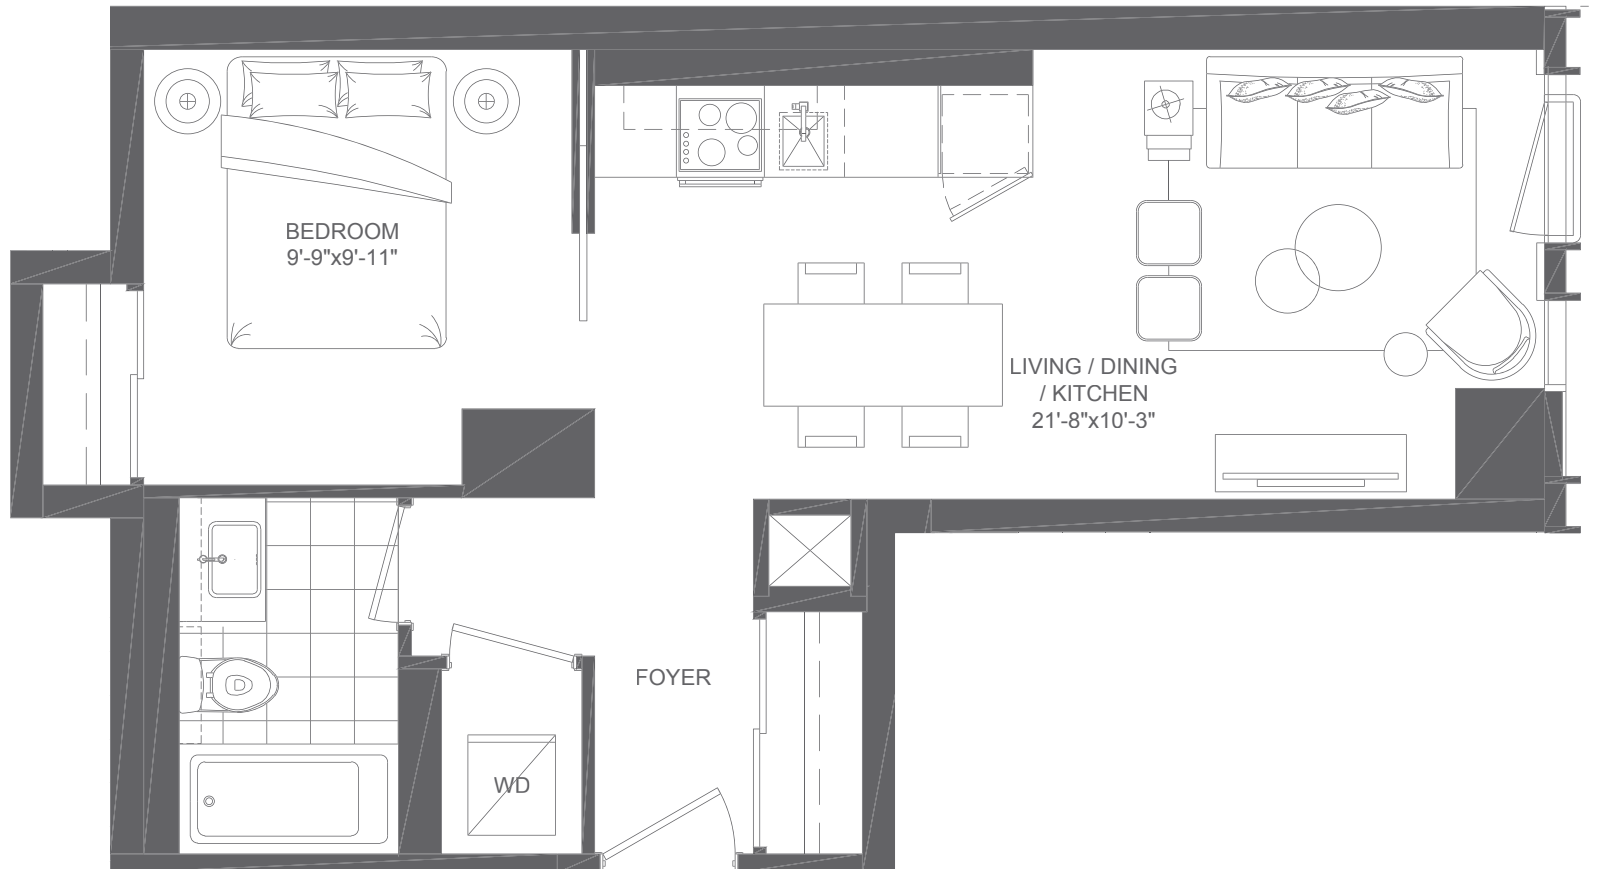 BEDROOM
9'-9"x9'-11"
LIVING / DINING
/ KITCHEN
21'-8"x10'-3"
FOYER
WD